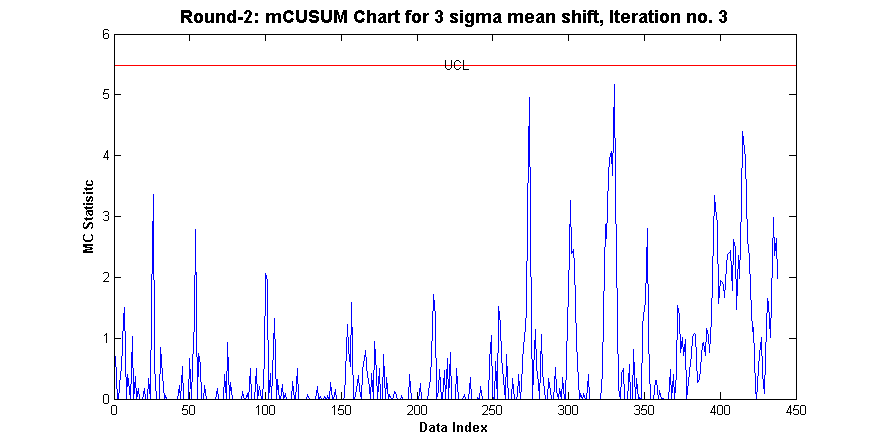 Round-2: mCUSUM Chart for 3 sigma mean shift, Iteration no. 3
6
UCL
5
4
3
2
1
0
MC Statisitc
0 50 100 150 200 250 300 350 400 450
Data Index